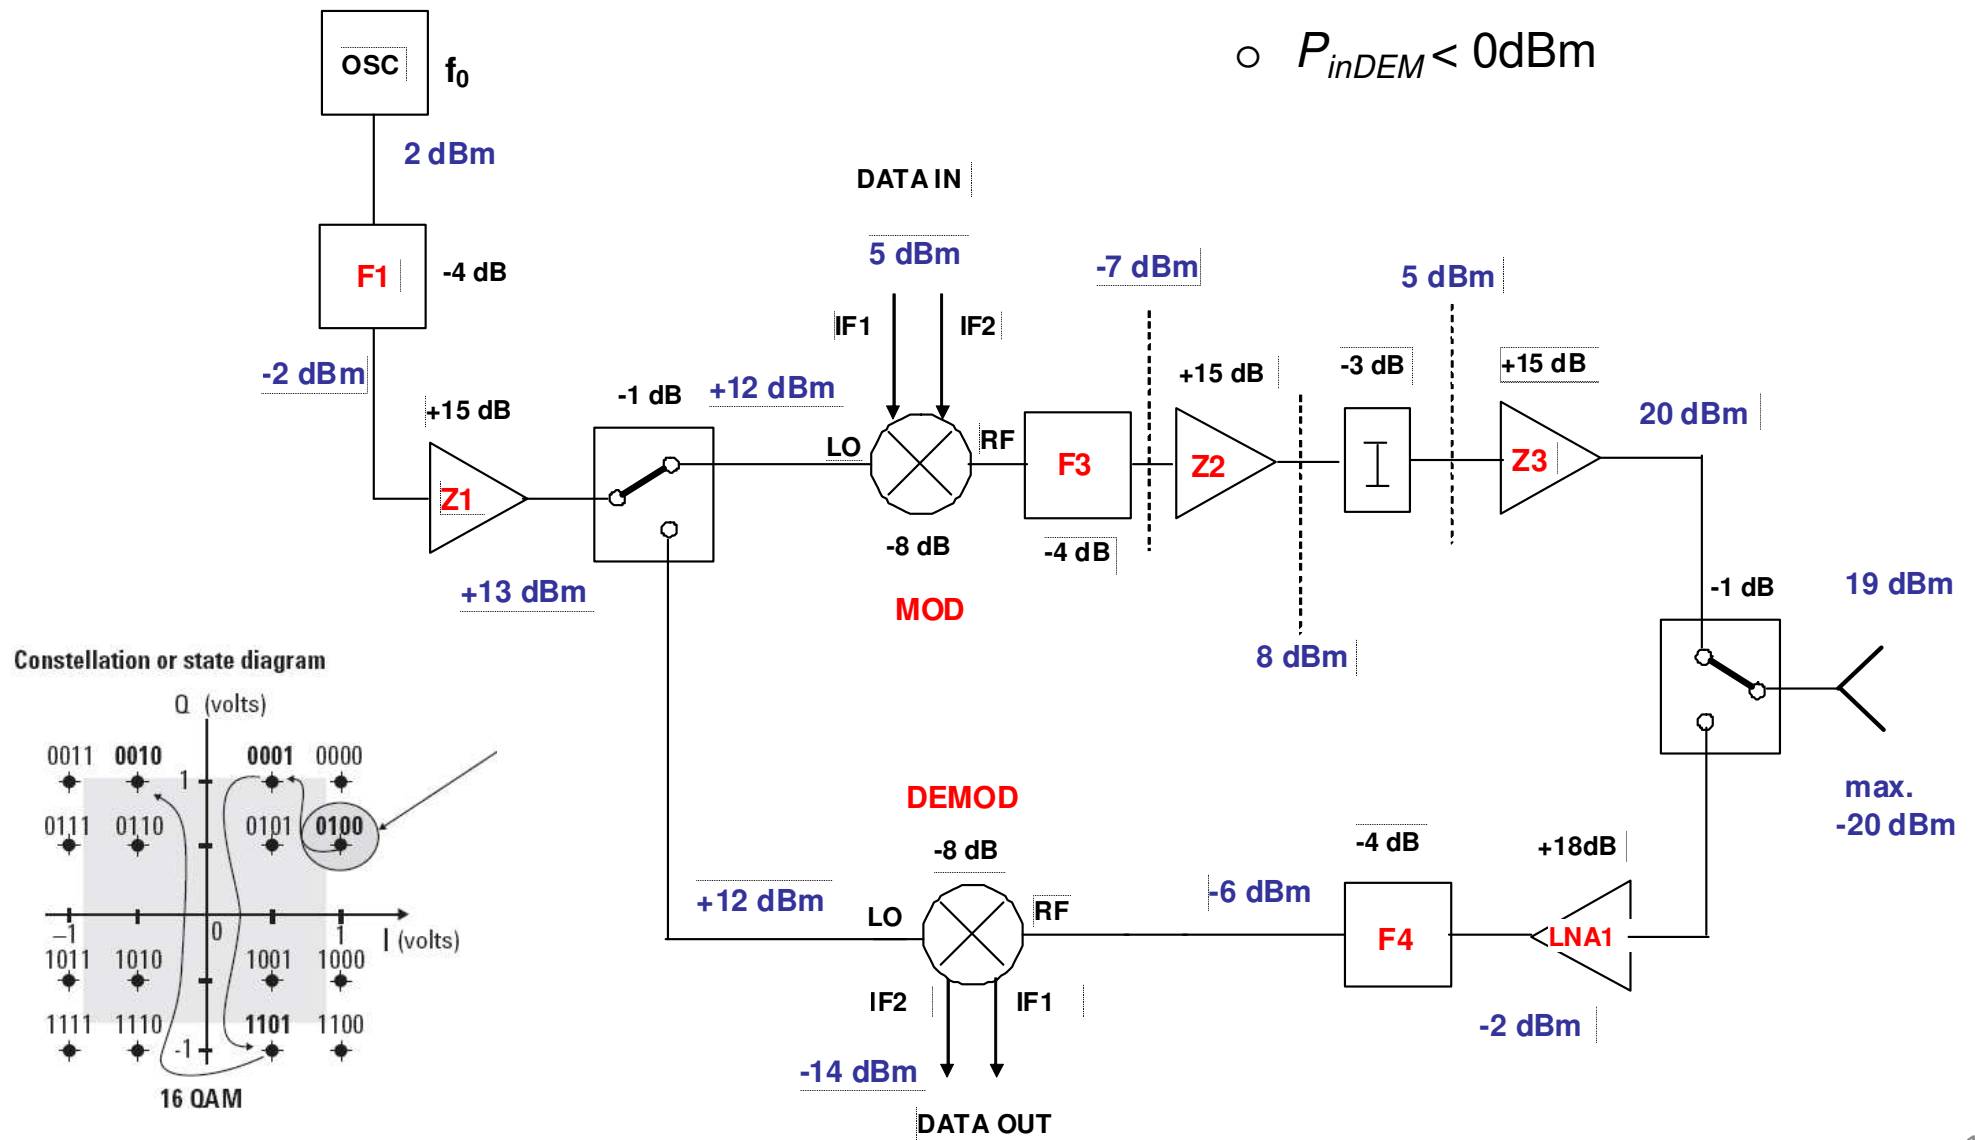 OSC
f0
○ PinDEM < 0dBm
2 dBm
DATA IN
F1
-4 dB
5 dBm
-7 dBm
5 dBm
IF1
IF2
-2 dBm
+15 dB
-1 dB
+12 dBm
+15 dB
-3 dB
+15 dB
20 dBm
LO
RF
F3
Z2
Z3
Z1
-8 dB
-4 dB
+13 dBm
MOD
8 dBm
-1 dB
19 dBm
Constellation or state diagram
Q (volts)
0011 0010 0001 0000
1
0111 0110 0101 0100
–1 0 1 I (volts)
1011 1010 1001 1000
1111 1110 1101 1100
-1
16 QAM
DEMOD
max.
-20 dBm
-8 dB
-4 dB
+18dB
+12 dBm
LO
RF
-6 dBm
F4
LNA1
IF2
IF1
-2 dBm
-14 dBm
DATA OUT